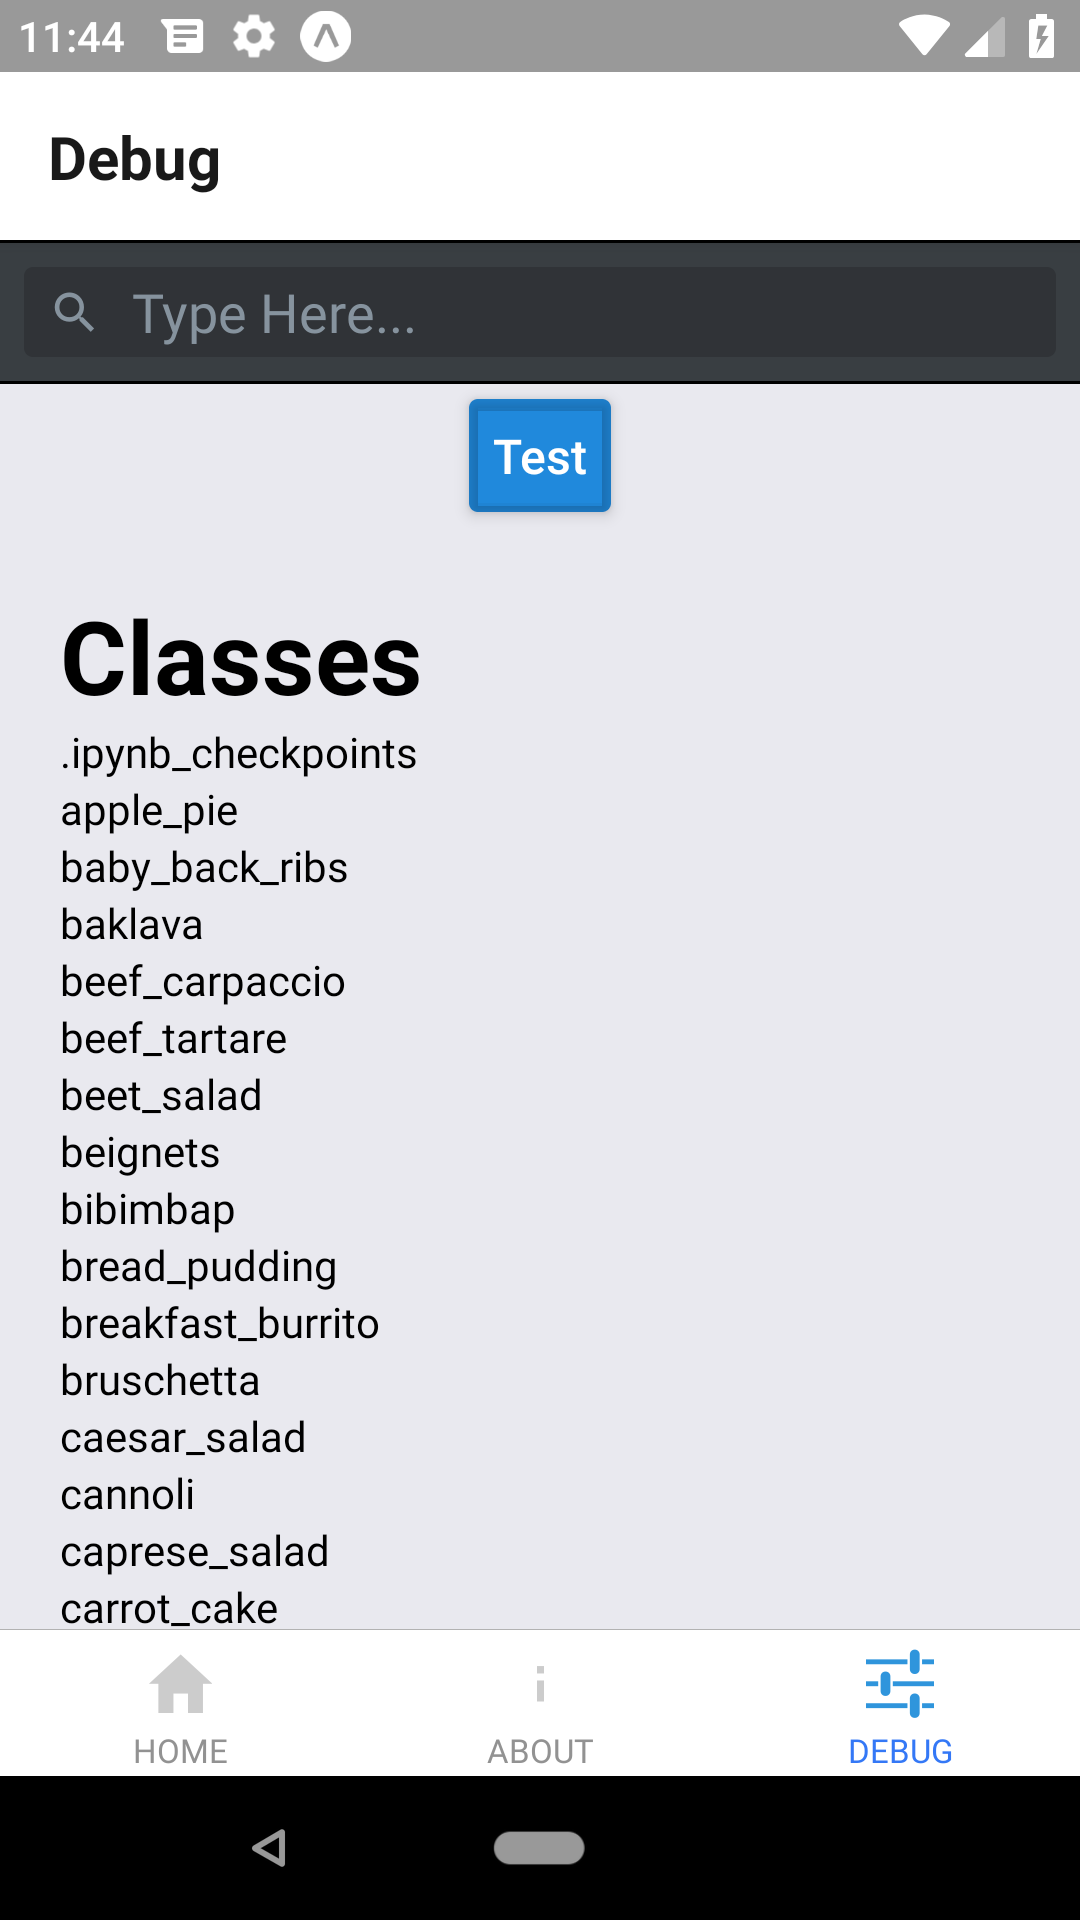 11:44
Debug
Type Here...
Test
Classes
.ipynb_checkpoints
apple_pie
baby_back_ribs
baklava
beef_carpaccio
beef_tartare
beet_salad
beignets
bibimbap
bread_pudding
breakfast_burrito
bruschetta
caesar_salad
cannoli
caprese_salad
carrot_cake
HOME ABOUT DEBUG